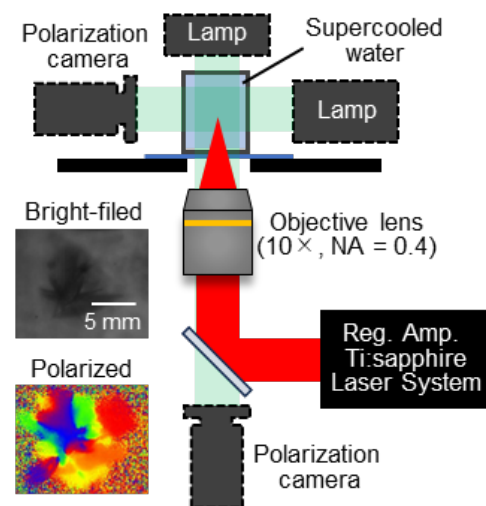 Polarization
camera
Lamp
Supercooled
water
Lamp
Bright-filed
5 mm
Objective lens
(10×, NA = 0.4)
Polarized
Reg. Amp.
Ti:sapphire
Laser System
Polarization
camera